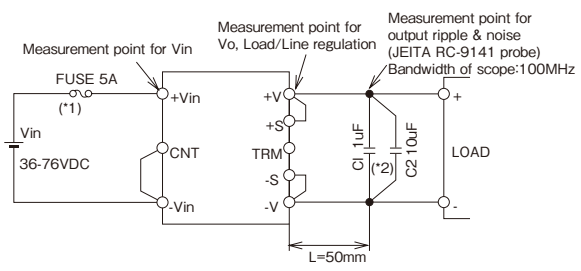 Measurement point for Vin
Measurement point for
Vo, Load/Line regulation
Measurement point for
output ripple & noise
(JEITA RC-9141 probe)
Bandwidth of scope:100MHz
FUSE 5A
(*1)
Vin
36-76VDC
+Vin
CNT
-Vin
+V
+S
TRM
-S
-V
C1 1uF
(*2)
C2 10uF
+
LOAD
-
L=50mm